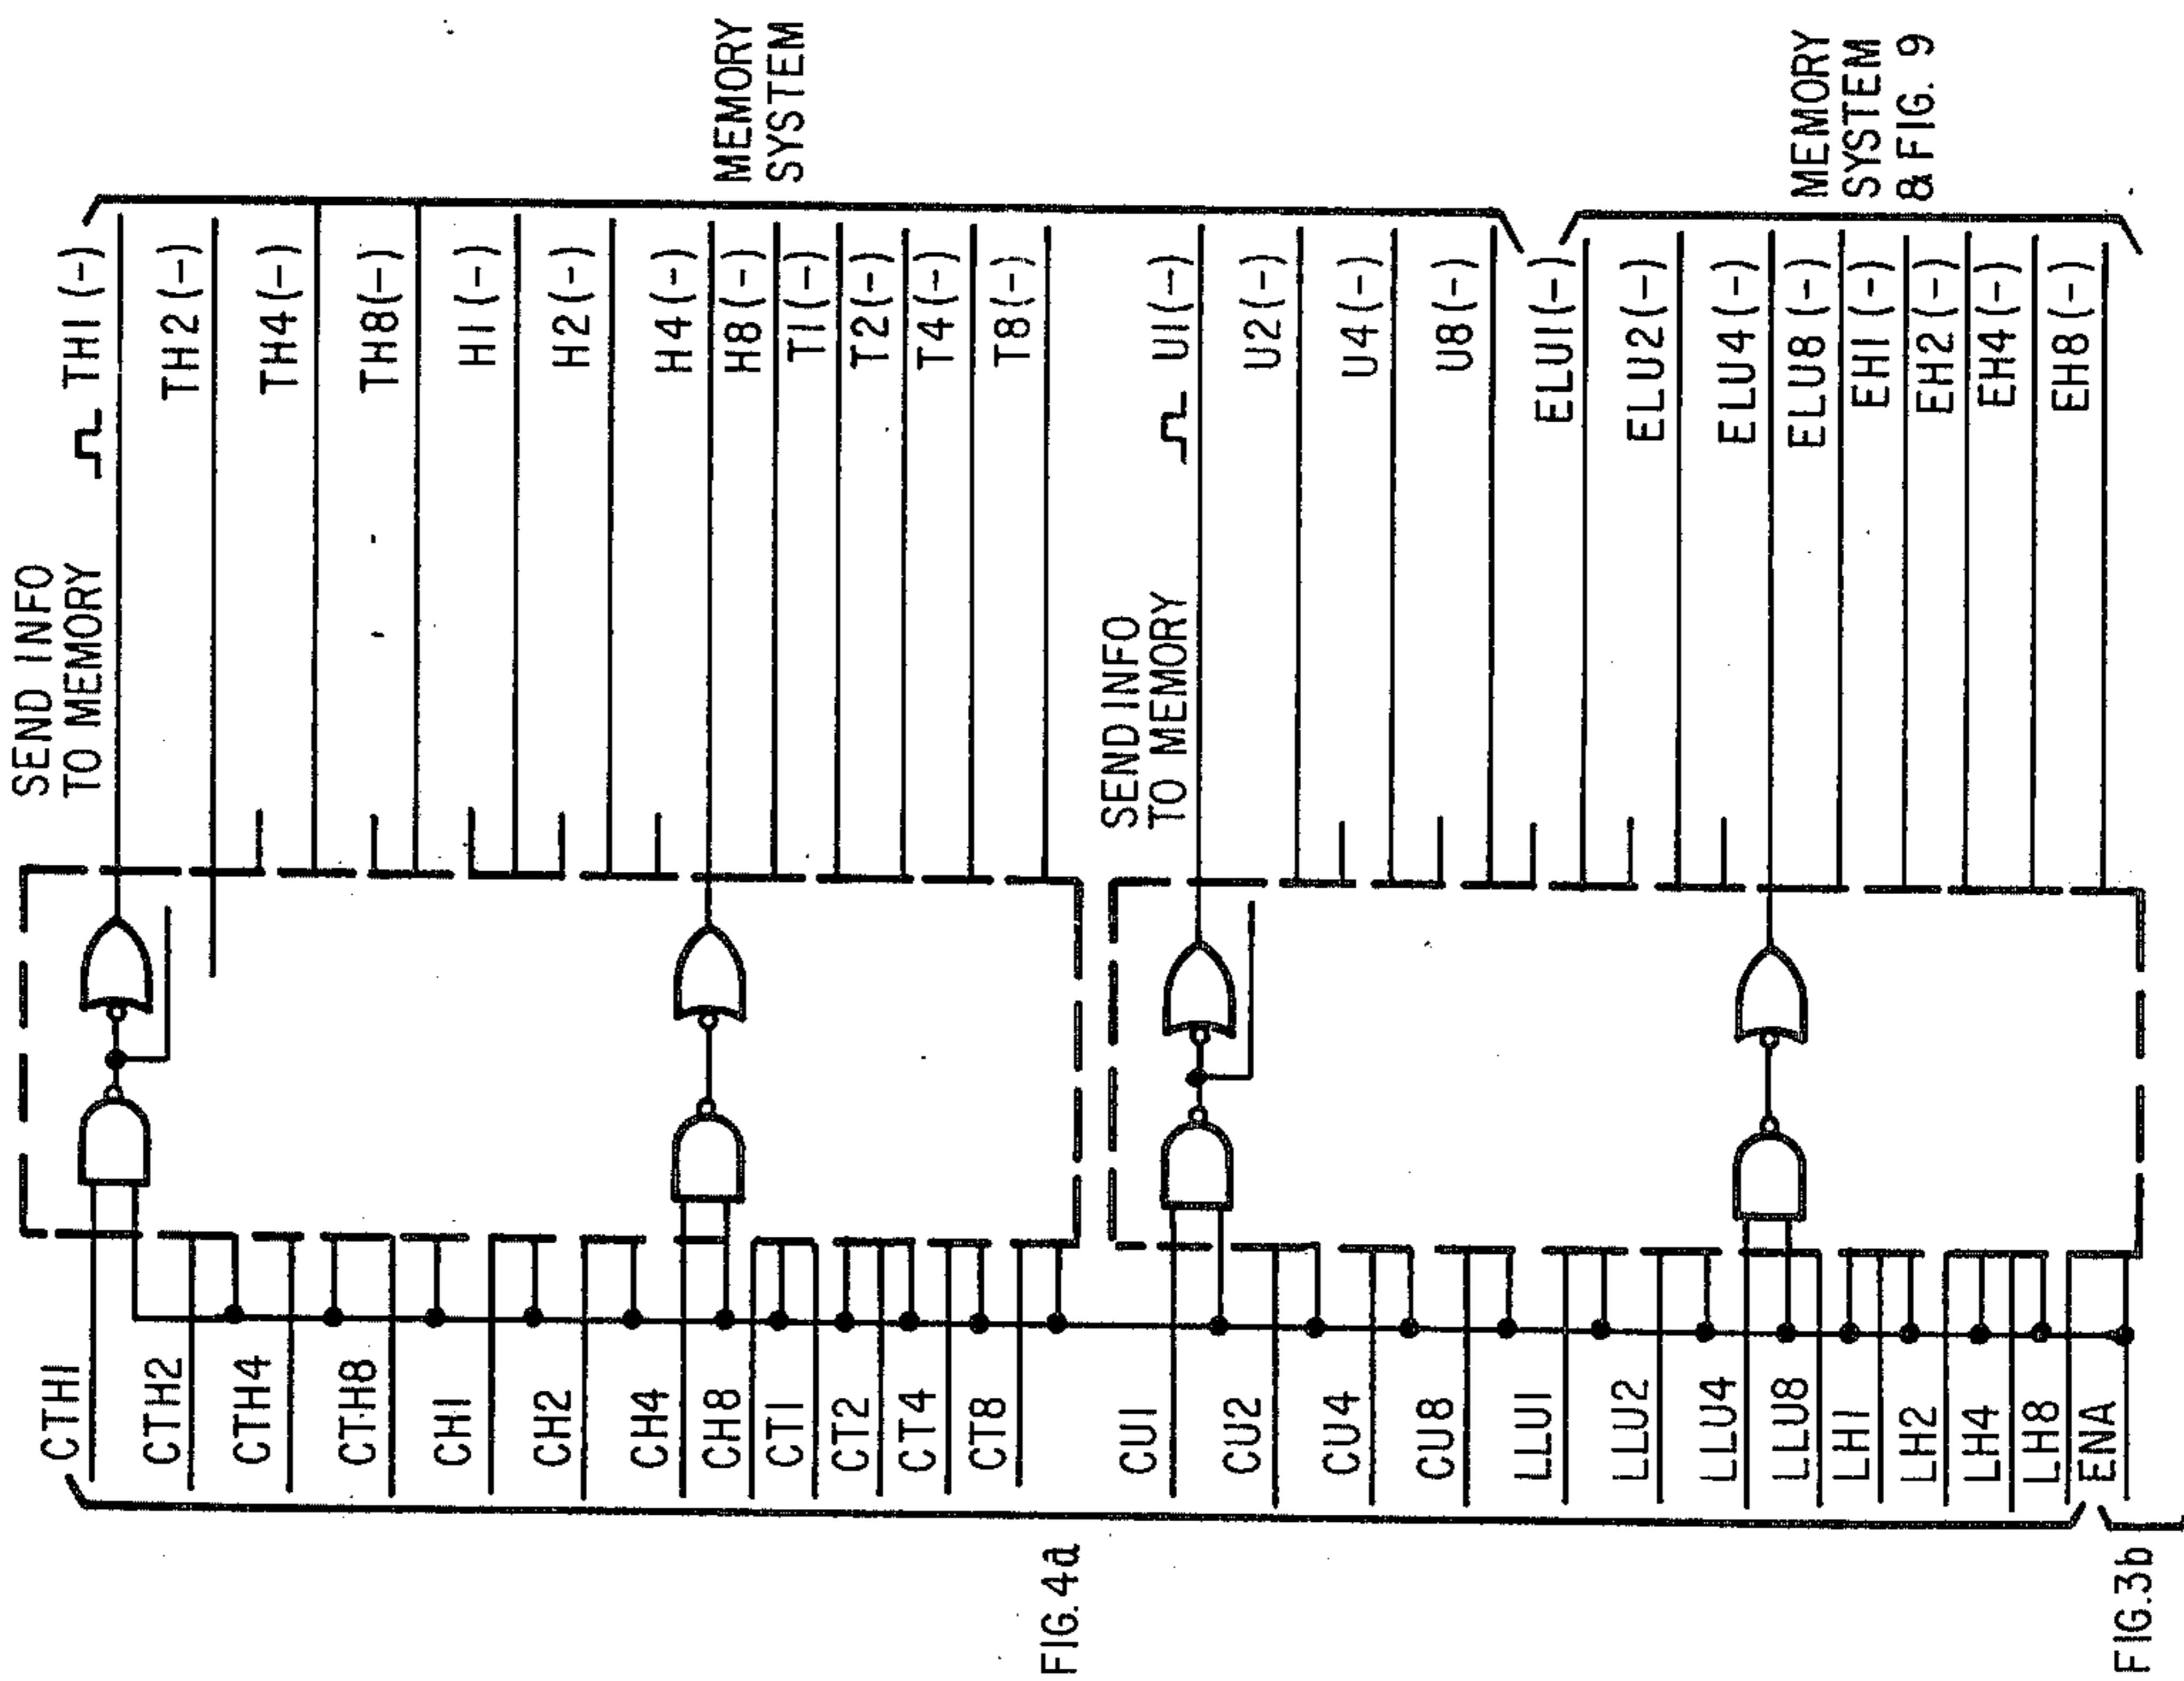 SEND INFO
TO MEMORY
TH1(-)
TH2(-)
TH4(-)
TH8(-)
H1(-)
H2(-)
H4(-)
H8(-)
T1(-)
T2(-)
T4(-)
T8(-)
MEMORY
SYSTEM
CTH1
CTH2
CTH4
CTH8
CH1
CH2
CH4
CH8
CT1
CT2
CT4
CT8
SEND INFO
TO MEMORY
U1(-)
U2(-)
U4(-)
U8(-)
ELU1(-)
ELU2(-)
ELU4(-)
ELU8(-)
EH1(-)
EH2(-)
EH4(-)
EH8(-)
MEMORY
SYSTEM
& FIG. 9
CU1
CU2
CU4
CU8
LLU1
LLU2
LLU4
LLU8
LH1
LH2
LH4
LH8
ENA
FIG.4a
FIG.3b